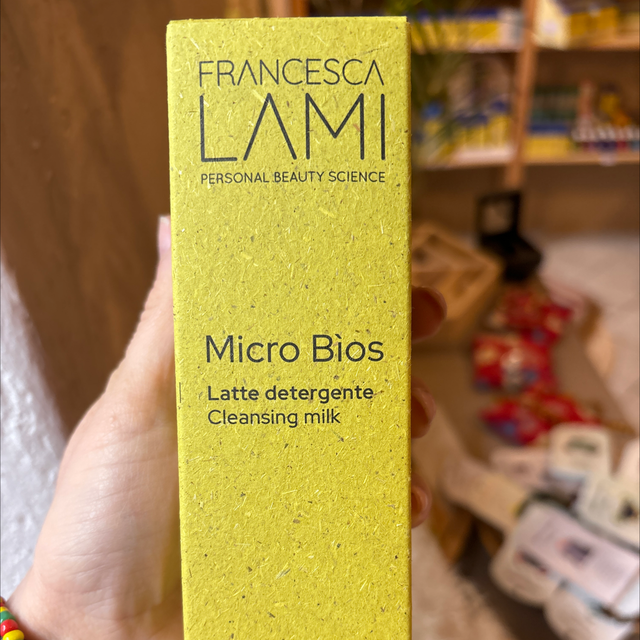 FRANCESCA
LAMI
PERSONAL BEAUTY SCIENCE
Micro Bìos
Latte detergente
Cleansing milk